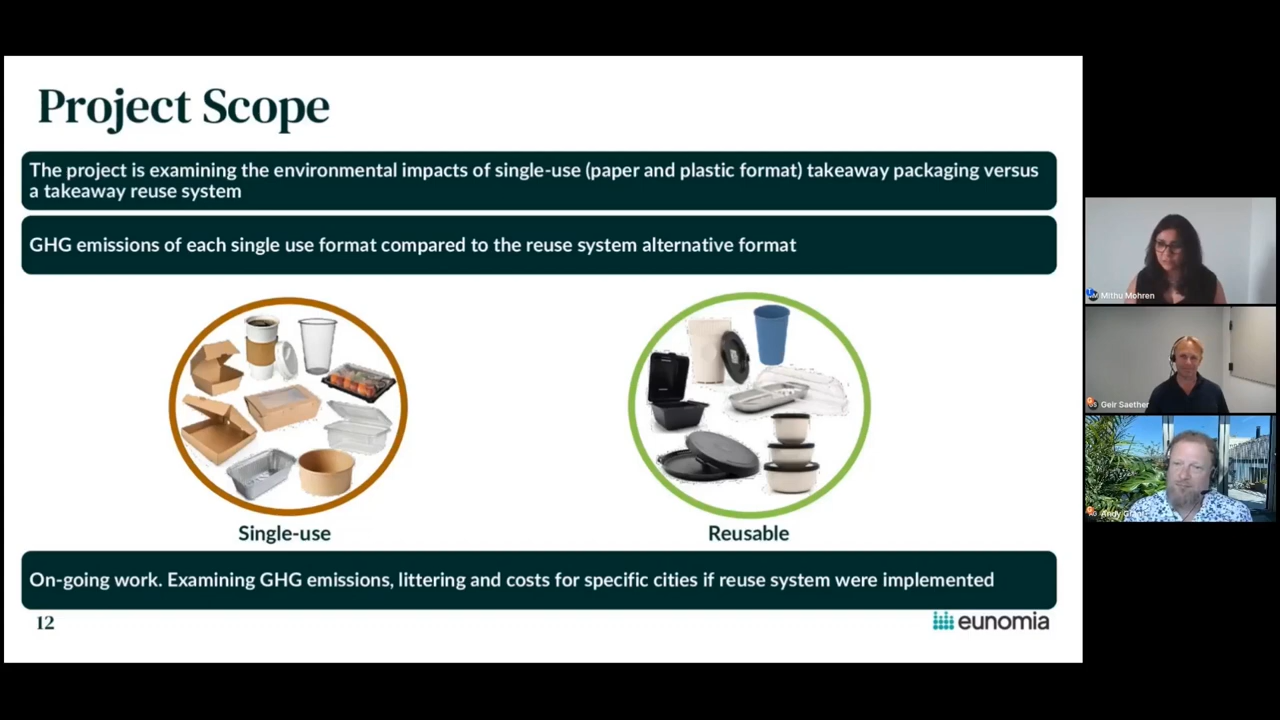 Project Scope
The project is examining the environmental impacts of single-use (paper and plastic format) takeaway packaging versus
a takeaway reuse system
GHG emissions of each single use format compared to the reuse system alternative format
Single-use
Reusable
On-going work. Examining GHG emissions, littering and costs for specific cities if reuse system were implemented
12
eunomia
Mithu Mohren
Geir Saether
Andy